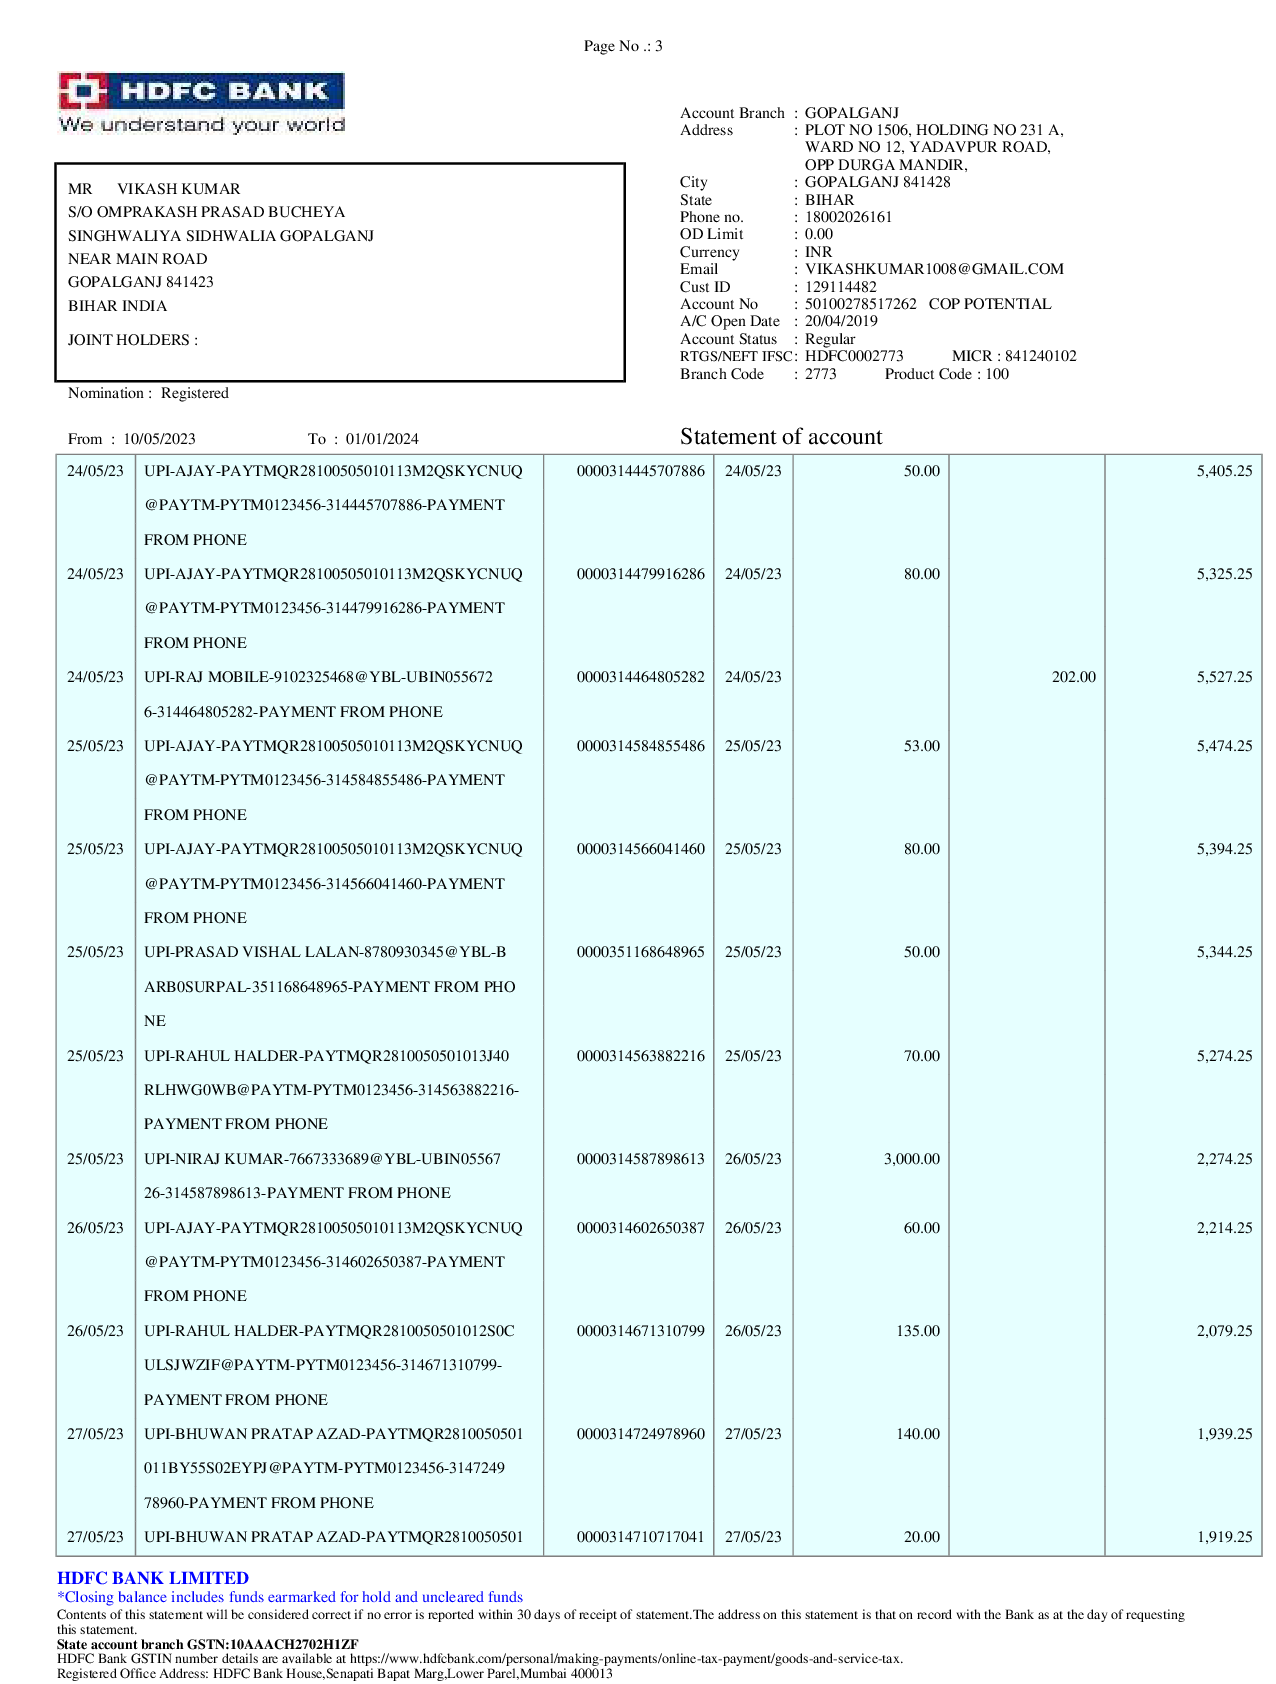 Page No .: 3
HDFC BANK
We understand your world
Account Branch : GOPALGANJ
Address : PLOT NO 1506, HOLDING NO 231 A,
WARD NO 12, YADAVPUR ROAD,
OPP DURGA MANDIR,
City : GOPALGANJ 841428
State : BIHAR
Phone no. : 18002026161
OD Limit : 0.00
Currency : INR
Email : VIKASHKUMAR1008@GMAIL.COM
Cust ID : 129114482
Account No : 50100278517262 COP POTENTIAL
A/C Open Date : 20/04/2019
Account Status : Regular
RTGS/NEFT IFSC : HDFC0002773 MICR : 841240102
Branch Code : 2773 Product Code : 100
MR VIKASH KUMAR
S/O OMPRAKASH PRASAD BUCHEYA
SINGHWALIYA SIDHWALIA GOPALGANJ
NEAR MAIN ROAD
GOPALGANJ 841423
BIHAR INDIA
JOINT HOLDERS :
Nomination : Registered
From : 10/05/2023 To : 01/01/2024 Statement of account
24/05/23 UPI-AJAY-PAYTMQR28100505010113M2QSKYCNUQ 0000314445707886 24/05/23 50.00 5,405.25
@PAYTM-PYTM0123456-314445707886-PAYMENT
FROM PHONE
24/05/23 UPI-AJAY-PAYTMQR28100505010113M2QSKYCNUQ 0000314479916286 24/05/23 80.00 5,325.25
@PAYTM-PYTM0123456-314479916286-PAYMENT
FROM PHONE
24/05/23 UPI-RAJ MOBILE-9102325468@YBL-UBIN055672 0000314464805282 24/05/23 202.00 5,527.25
6-314464805282-PAYMENT FROM PHONE
25/05/23 UPI-AJAY-PAYTMQR28100505010113M2QSKYCNUQ 0000314584855486 25/05/23 53.00 5,474.25
@PAYTM-PYTM0123456-314584855486-PAYMENT
FROM PHONE
25/05/23 UPI-AJAY-PAYTMQR28100505010113M2QSKYCNUQ 0000314566041460 25/05/23 80.00 5,394.25
@PAYTM-PYTM0123456-314566041460-PAYMENT
FROM PHONE
25/05/23 UPI-PRASAD VISHAL LALAN-8780930345@YBL-B 0000351168648965 25/05/23 50.00 5,344.25
ARB0SURPAL-351168648965-PAYMENT FROM PHO
NE
25/05/23 UPI-RAHUL HALDER-PAYTMQR2810050501013J40 0000314563882216 25/05/23 70.00 5,274.25
RLHWG0WB@PAYTM-PYTM0123456-314563882216-
PAYMENT FROM PHONE
25/05/23 UPI-NIRAJ KUMAR-7667333689@YBL-UBIN05567 0000314587898613 26/05/23 3,000.00 2,274.25
26-314587898613-PAYMENT FROM PHONE
26/05/23 UPI-AJAY-PAYTMQR28100505010113M2QSKYCNUQ 0000314602650387 26/05/23 60.00 2,214.25
@PAYTM-PYTM0123456-314602650387-PAYMENT
FROM PHONE
26/05/23 UPI-RAHUL HALDER-PAYTMQR2810050501012S0C 0000314671310799 26/05/23 135.00 2,079.25
ULSJWZIF@PAYTM-PYTM0123456-314671310799-
PAYMENT FROM PHONE
27/05/23 UPI-BHUWAN PRATAP AZAD-PAYTMQR2810050501 0000314724978960 27/05/23 140.00 1,939.25
011BY55S02EYPJ@PAYTM-PYTM0123456-3147249
78960-PAYMENT FROM PHONE
27/05/23 UPI-BHUWAN PRATAP AZAD-PAYTMQR2810050501 0000314710717041 27/05/23 20.00 1,919.25
HDFC BANK LIMITED
*Closing balance includes funds earmarked for hold and uncleared funds
Contents of this statement will be considered correct if no error is reported within 30 days of receipt of statement.The address on this statement is that on record with the Bank as at the day of requesting
this statement.
State account branch GSTN:10AAACH2702H1ZF
HDFC Bank GSTIN number details are available at https://www.hdfcbank.com/personal/making-payments/online-tax-payment/goods-and-service-tax.
Registered Office Address: HDFC Bank House,Senapati Bapat Marg,Lower Parel,Mumbai 400013